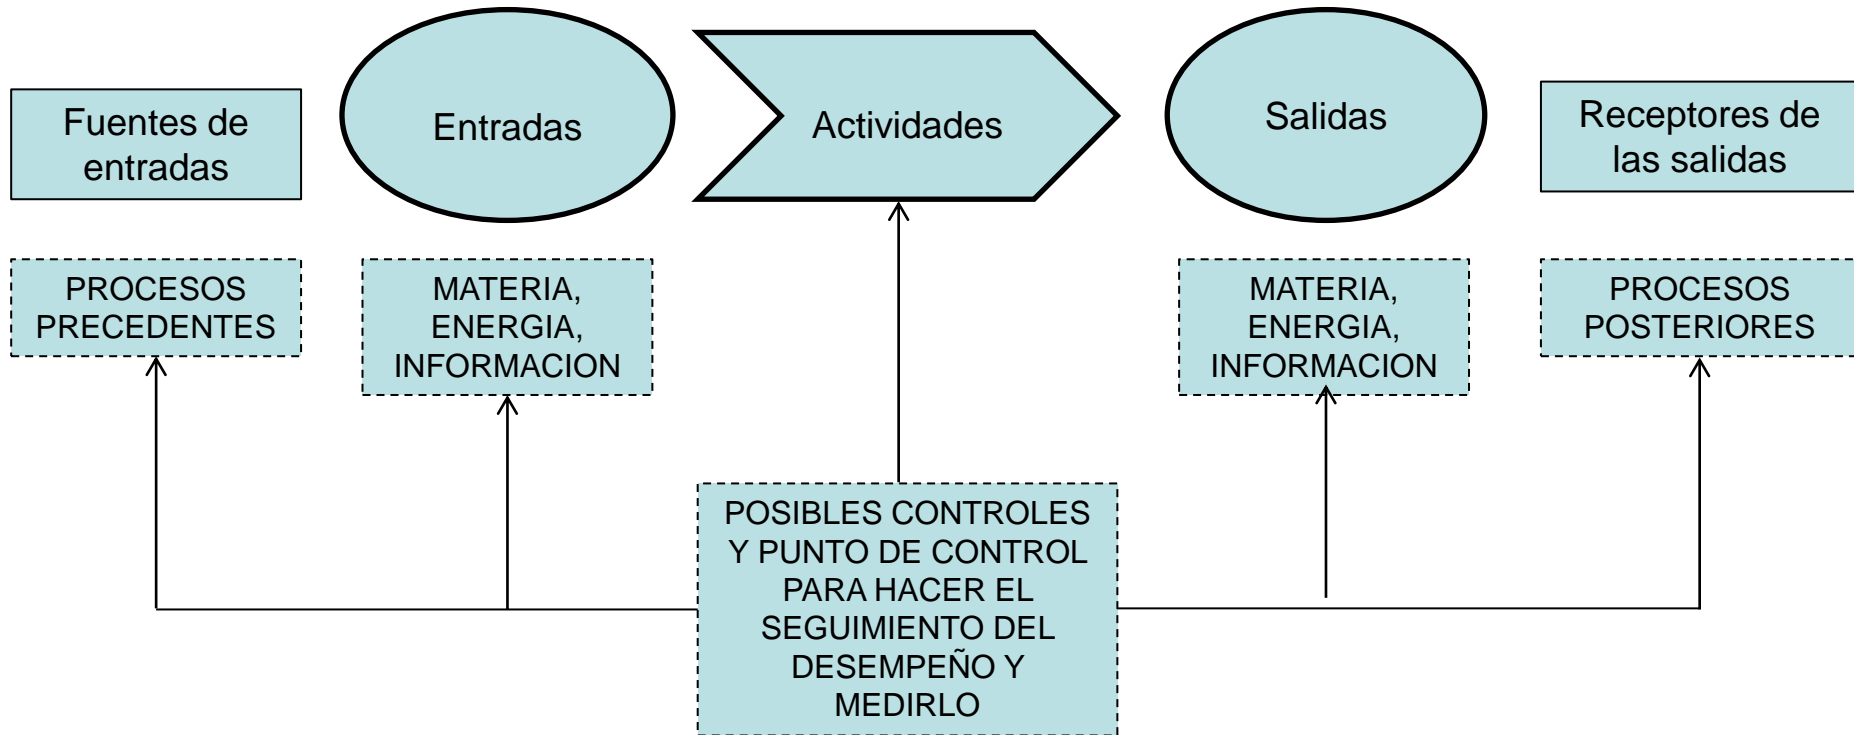 Fuentes de
entradas
Entradas
Actividades
Salidas
Receptores de
las salidas
PROCESOS
PRECEDENTES
MATERIA,
ENERGIA,
INFORMACION
MATERIA,
ENERGIA,
INFORMACION
PROCESOS
POSTERIORES
POSIBLES CONTROLES
Y PUNTO DE CONTROL
PARA HACER EL
SEGUIMIENTO DEL
DESEMPEÑO Y
MEDIRLO